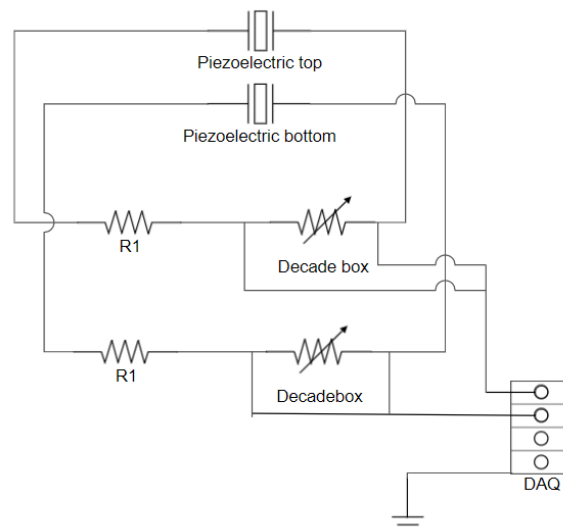 Piezoelectric top
Piezoelectric bottom
R1
Decade box
R1
Decadebox
DAQ